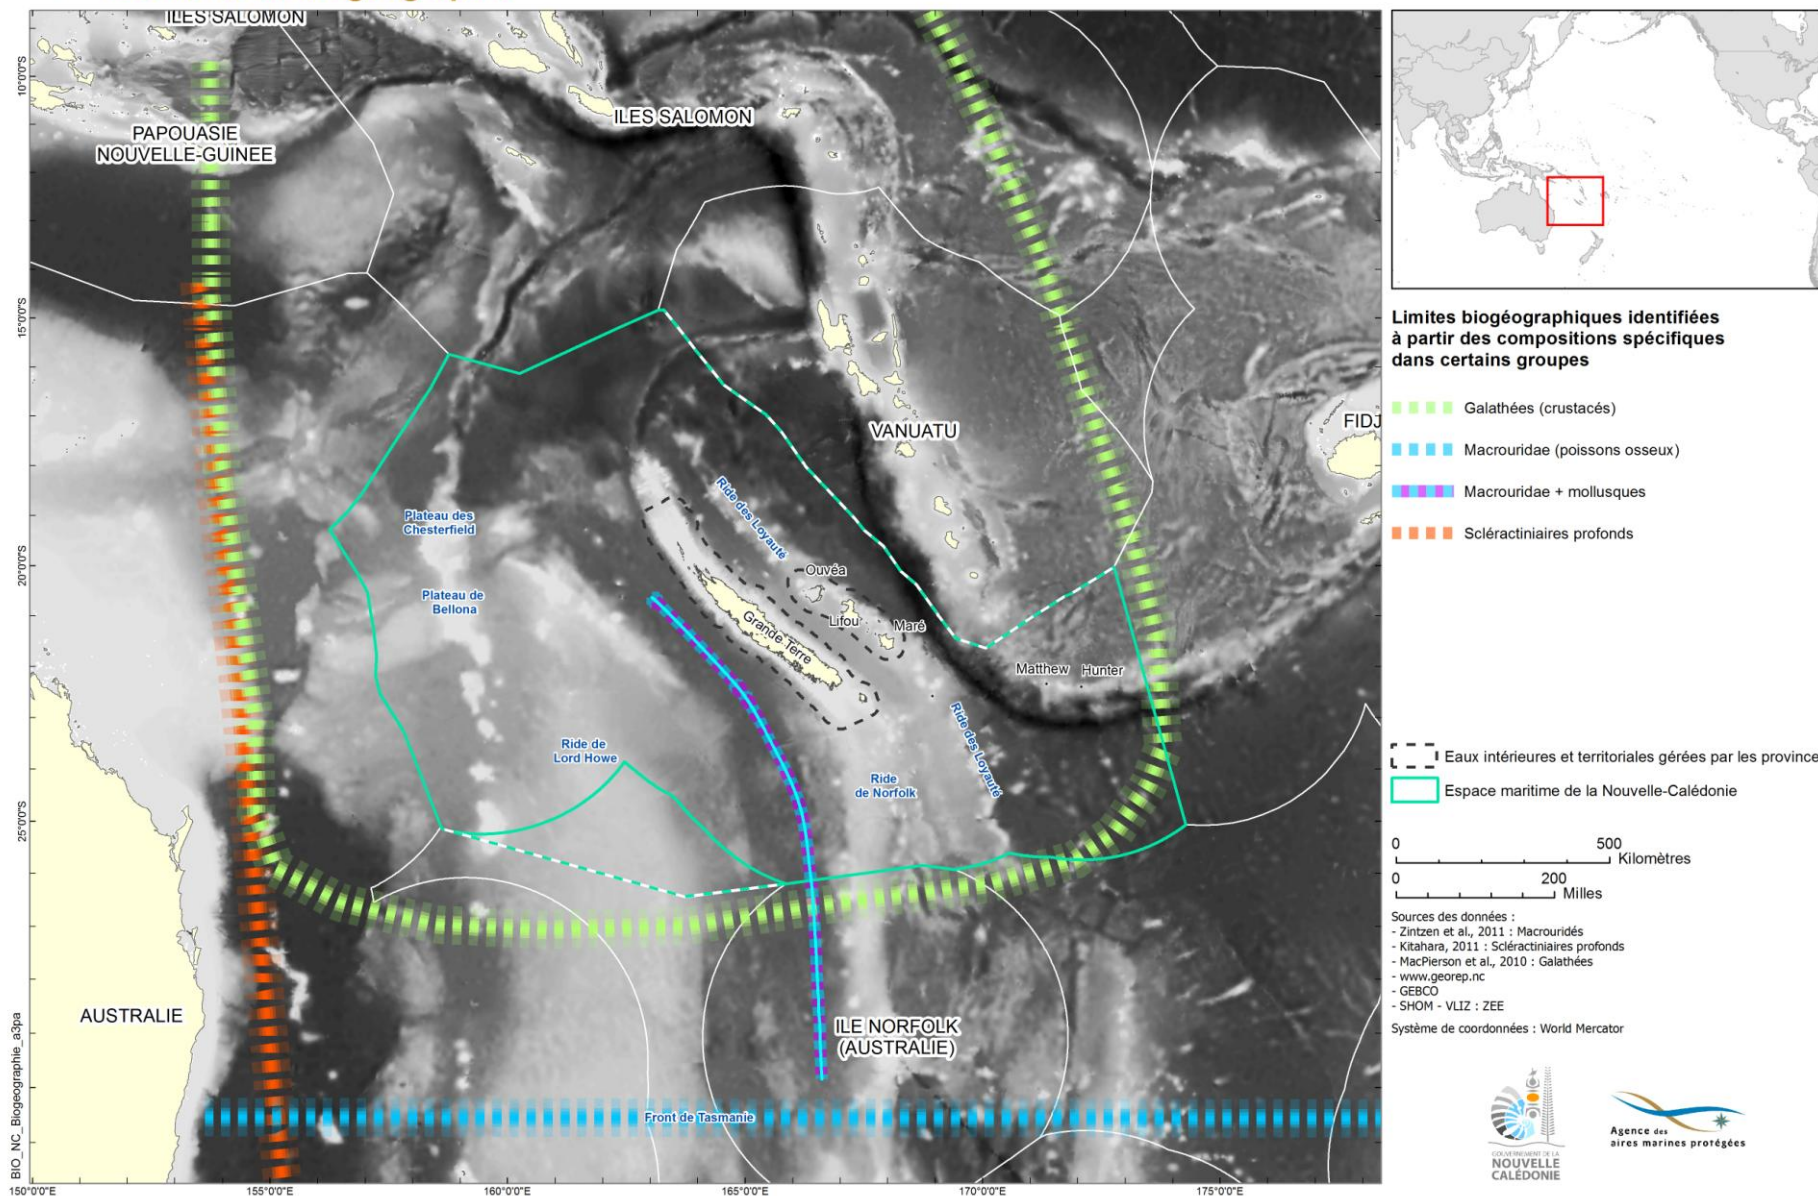 ILES SALOMON
10°0'0"S
PAPOUASIE
NOUVELLE-GUINEE
ILES SALOMON
15°0'0"S
VANUATU
FIDJ
Ride des Loyauté
Plateau des
Chesterfield
20°0'0"S
Plateau de
Bellona
Ouvéa
Lifou
Maré
Grande Terre
Matthew
Hunter
Ride de
Lord Howe
Ride
de Norfolk
Ride des Loyauté
25°0'0"S
AUSTRALIE
ILE NORFOLK
(AUSTRALIE)
Front de Tasmanie
BIO_NC_Biogeographie_a3pa
150°0'0"E
155°0'0"E
160°0'0"E
165°0'0"E
170°0'0"E
175°0'0"E
Limites biogéographiques identifiées
à partir des compositions spécifiques
dans certains groupes
Galathées (crustacés)
Macrouridae (poissons osseux)
Macrouridae + mollusques
Scléractiniaires profonds
Eaux intérieures et territoriales gérées par les province
Espace maritime de la Nouvelle-Calédonie
0 500
Kilomètres
0 200
Milles
Sources des données :
- Zintzen et al., 2011 : Macrouridés
- Kitahara, 2011 : Scléractiniaires profonds
- MacPierson et al., 2010 : Galathées
- www.georep.nc
- GEBCO
- SHOM - VLIZ : ZEE
Système de coordonnées : World Mercator
GOUVERNEMENT DE LA
NOUVELLE
CALÉDONIE
Agence des
aires marines protégées